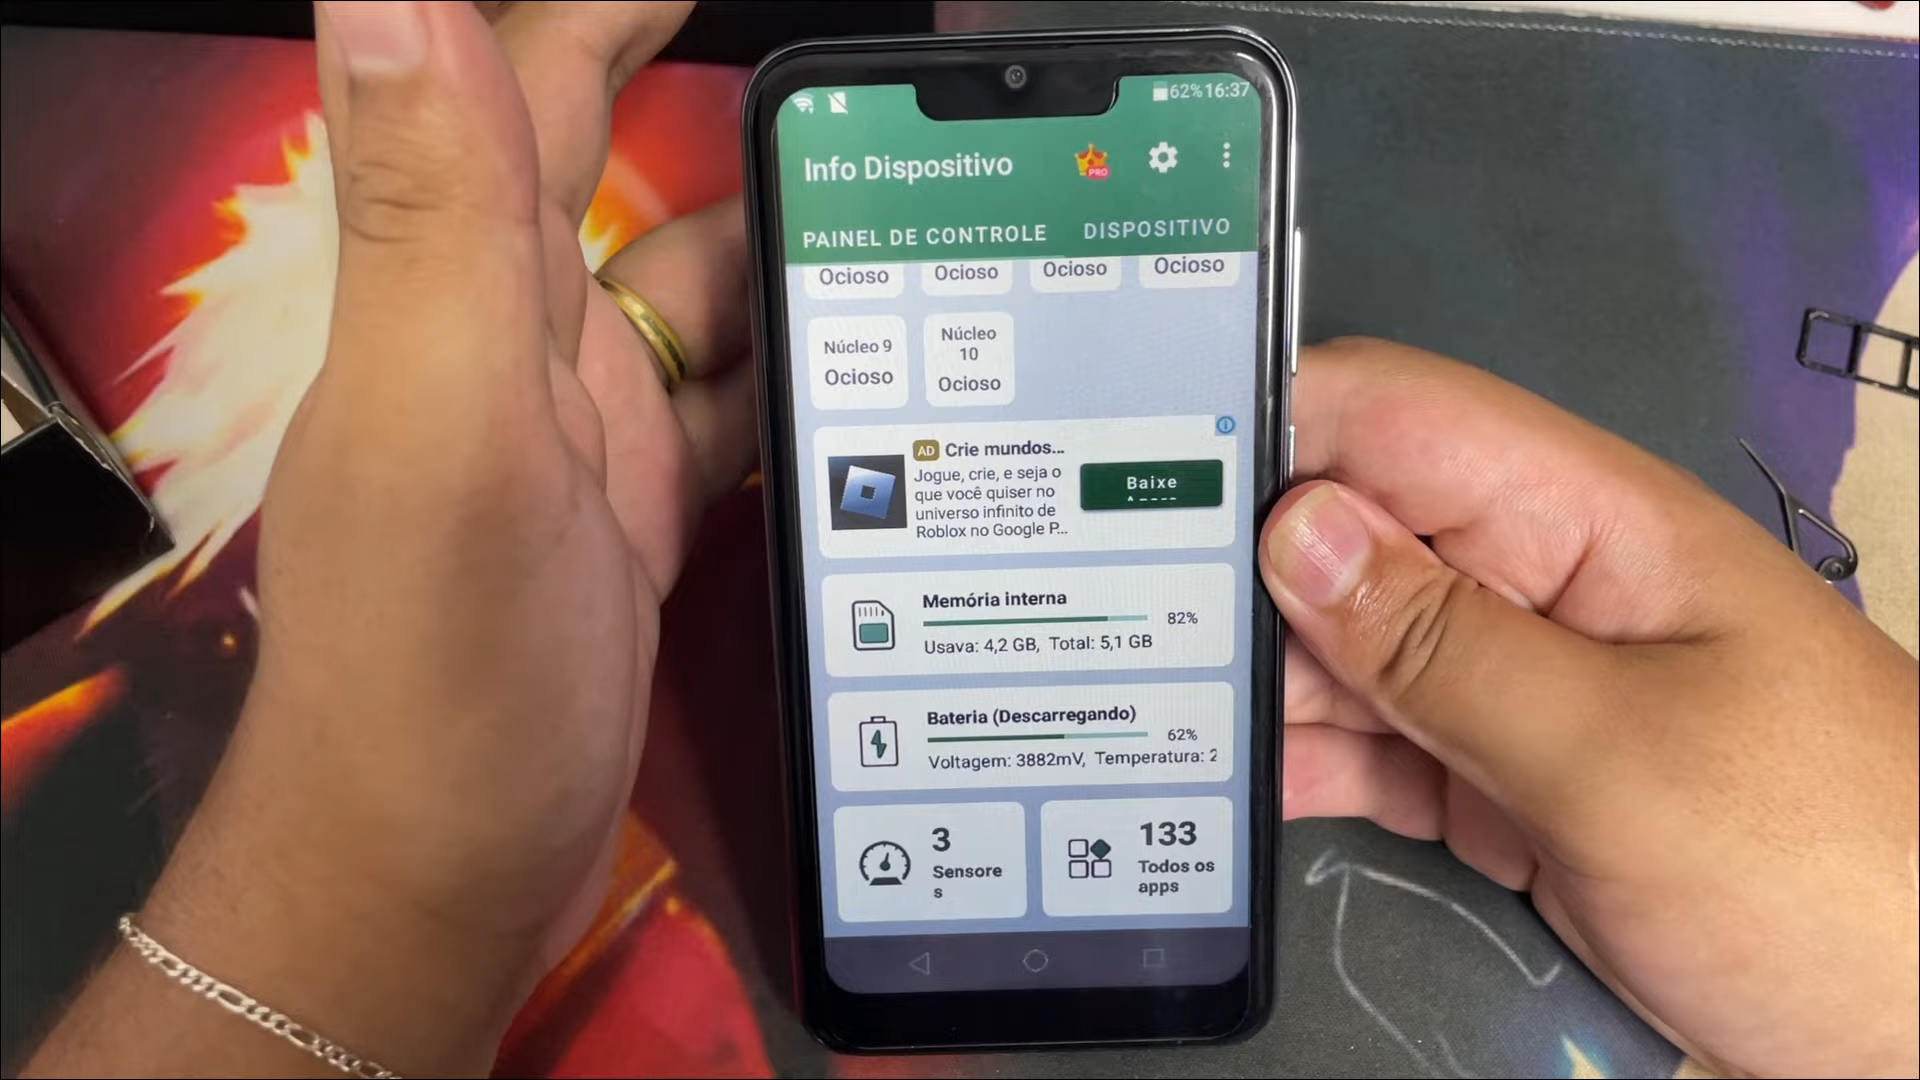 62% 16:37
Info Dispositivo
PRO
PAINEL DE CONTROLE DISPOSITIVO
Ocioso Ocioso Ocioso Ocioso
Núcleo 9
Ocioso
Núcleo
10
Ocioso
AD Crie mundos...
Jogue, crie, e seja o
que você quiser no
universo infinito de
Roblox no Google P...
Baixe
Memória interna
82%
Usava: 4,2 GB, Total: 5,1 GB
Bateria (Descarregando)
62%
Voltagem: 3882mV, Temperatura: 2
3
Sensore
s
133
Todos os
apps